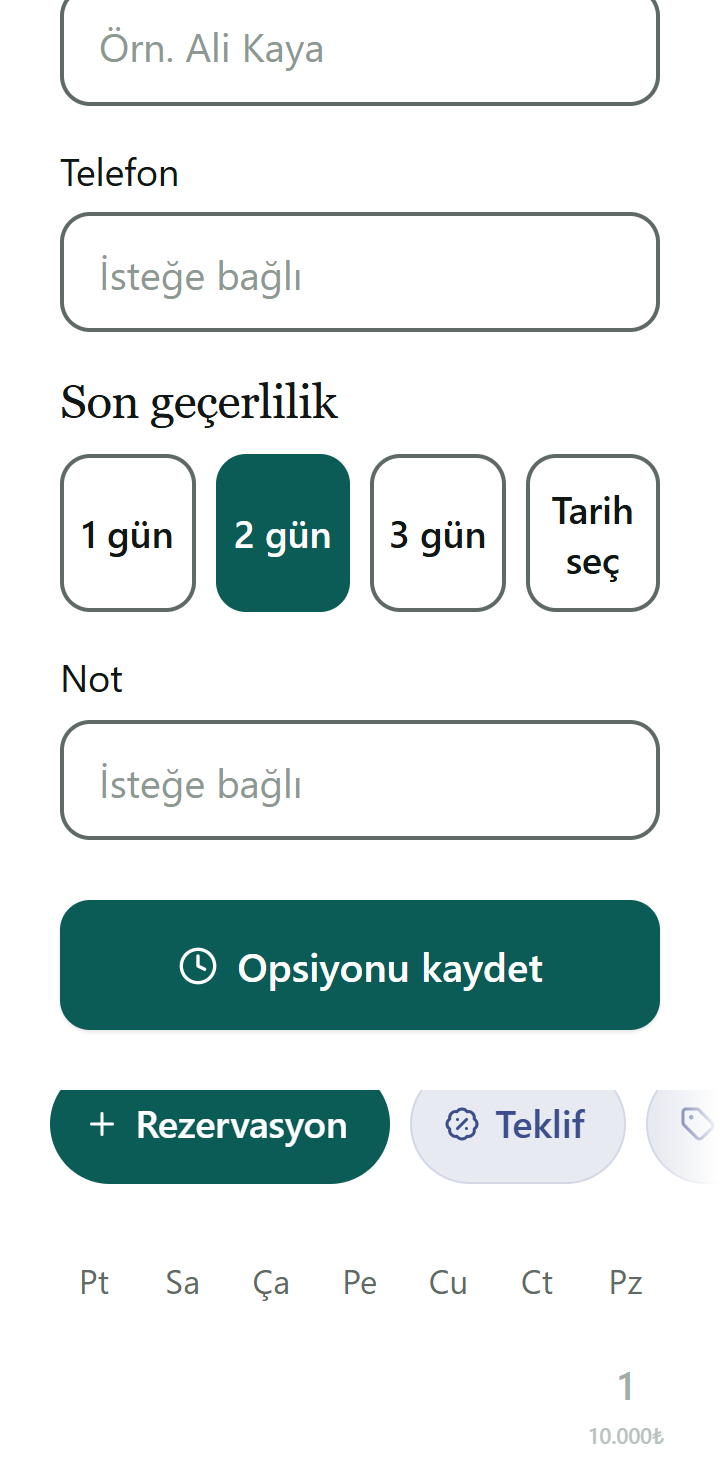 Örn. Ali Kaya
Telefon
İsteğe bağlı
Son geçerlilik
1 gün
2 gün
3 gün
Tarih
seç
Not
İsteğe bağlı
Opsiyonu kaydet
Rezervasyon
Teklif
Pt Sa Ça Pe Cu Ct Pz
1
10.000₺